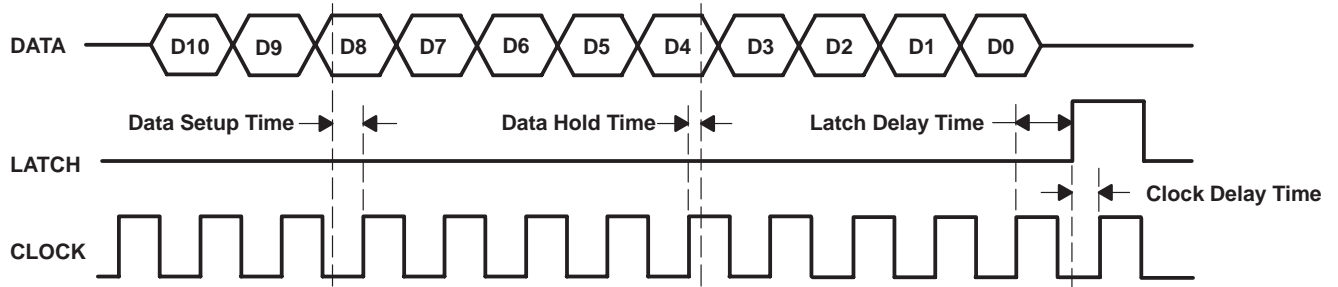 DATA D10 D9 D8 D7 D6 D5 D4 D3 D2 D1 D0
Data Setup Time Data Hold Time Latch Delay Time
LATCH
Clock Delay Time
CLOCK